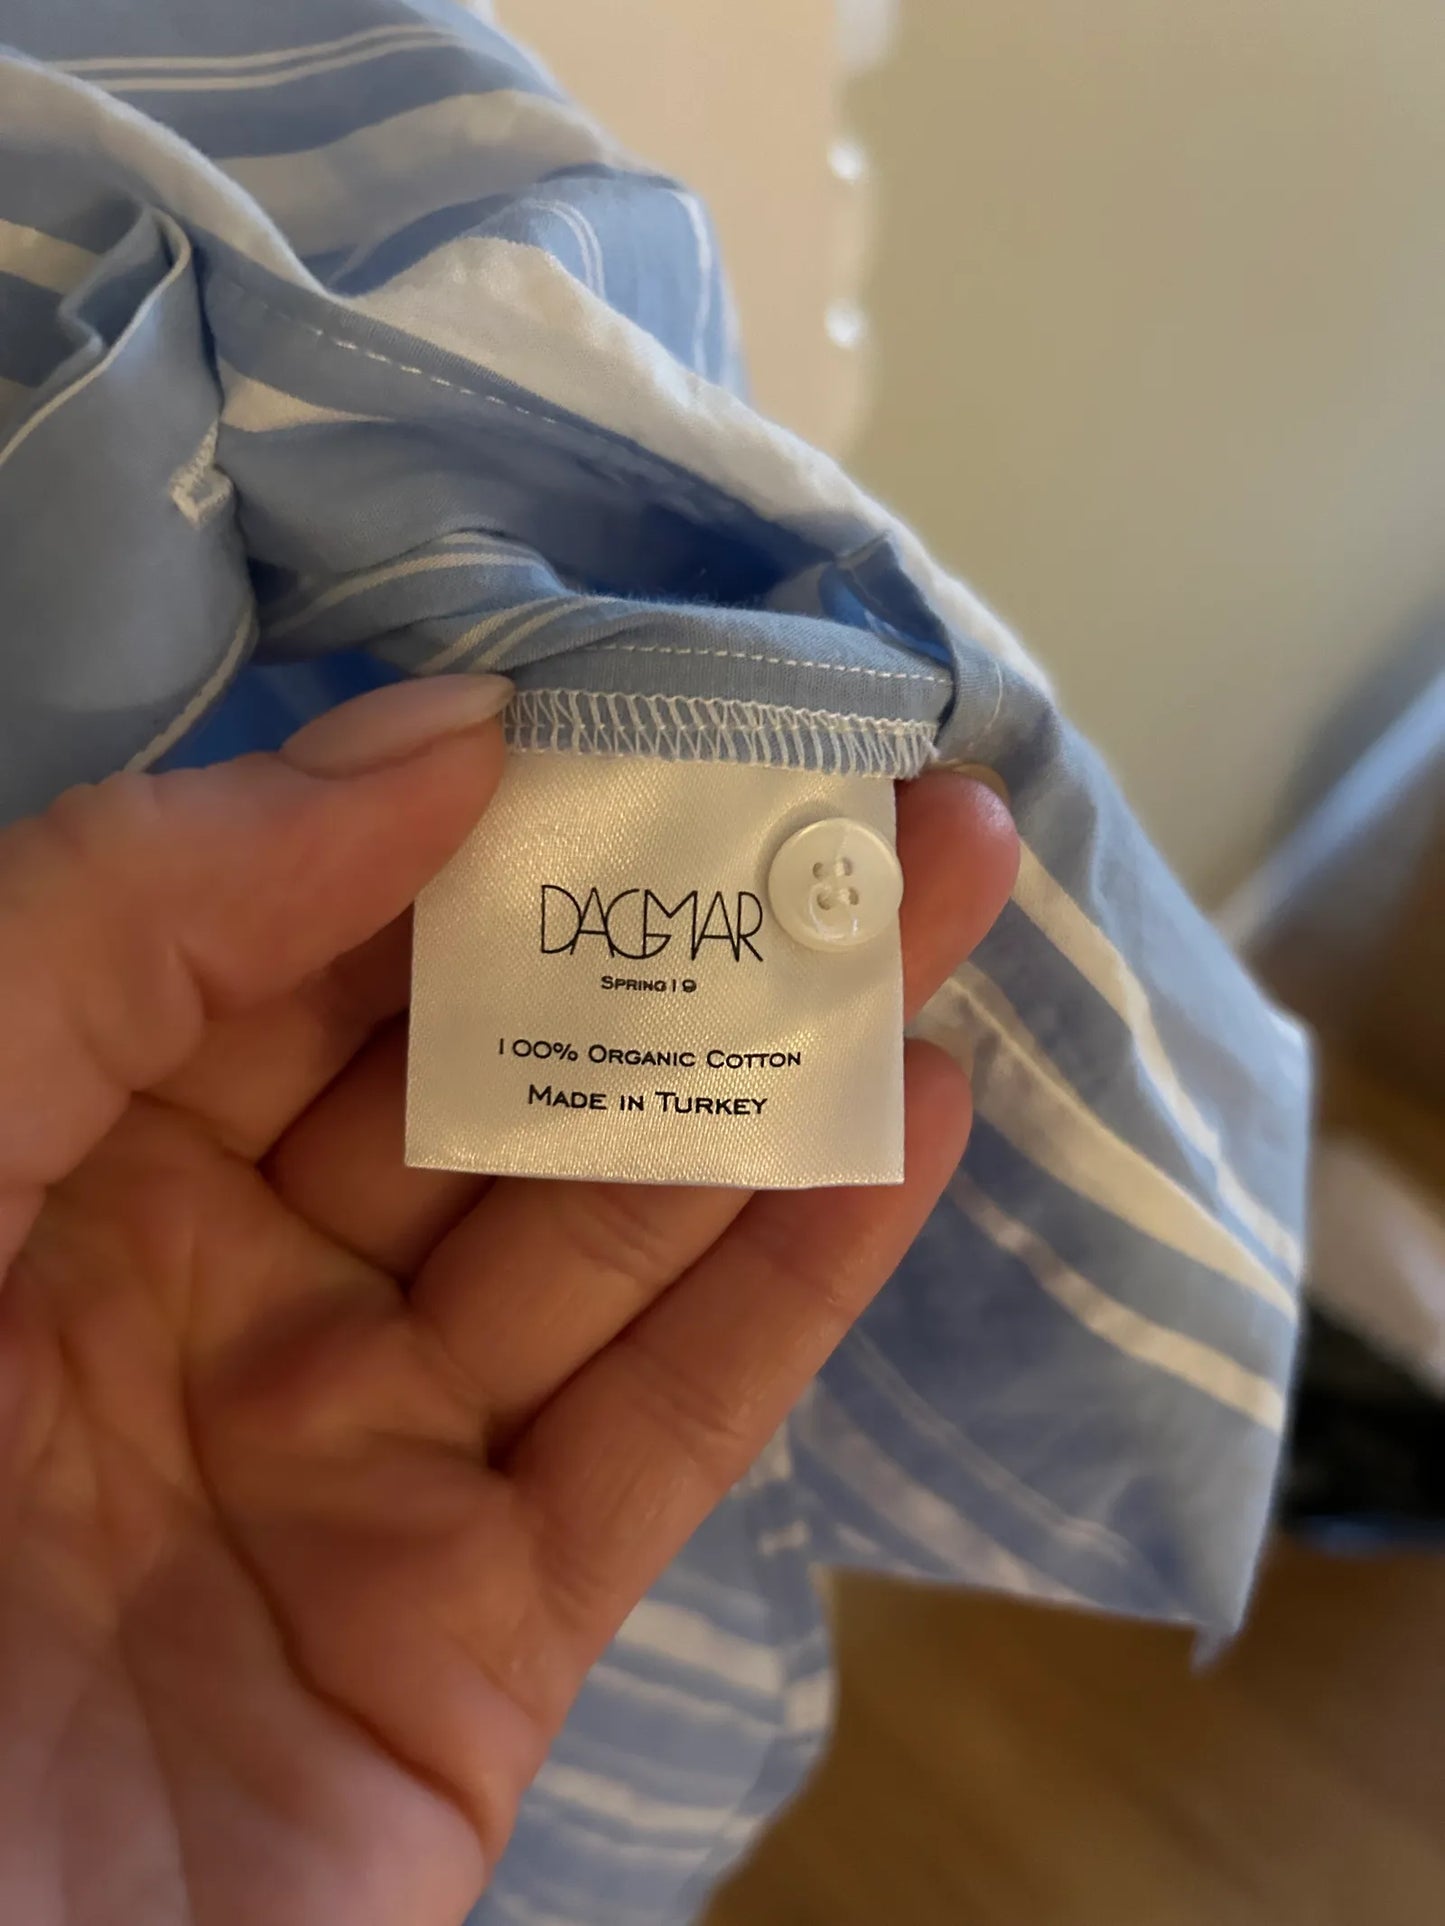 DAGMAR
SPRING 19
100% ORGANIC COTTON
MADE IN TURKEY